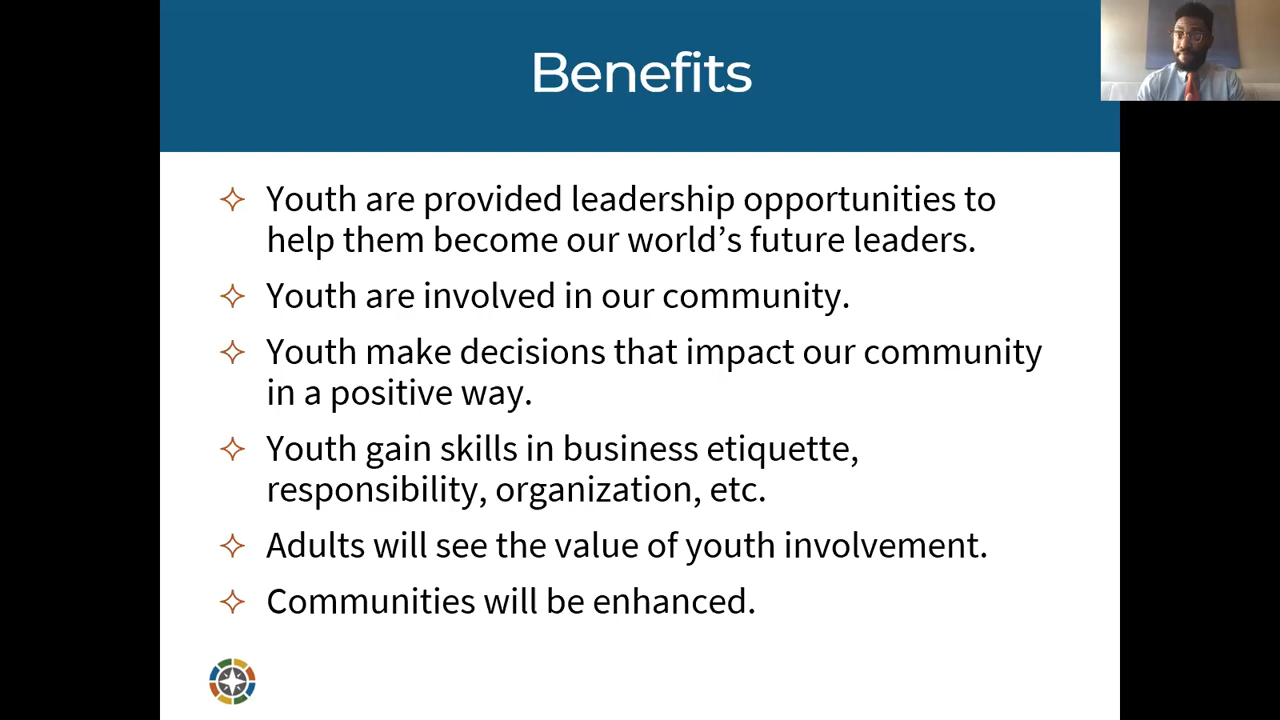 Benefits
Youth are provided leadership opportunities to
help them become our world’s future leaders.
Youth are involved in our community.
Youth make decisions that impact our community
in a positive way.
Youth gain skills in business etiquette,
responsibility, organization, etc.
Adults will see the value of youth involvement.
Communities will be enhanced.